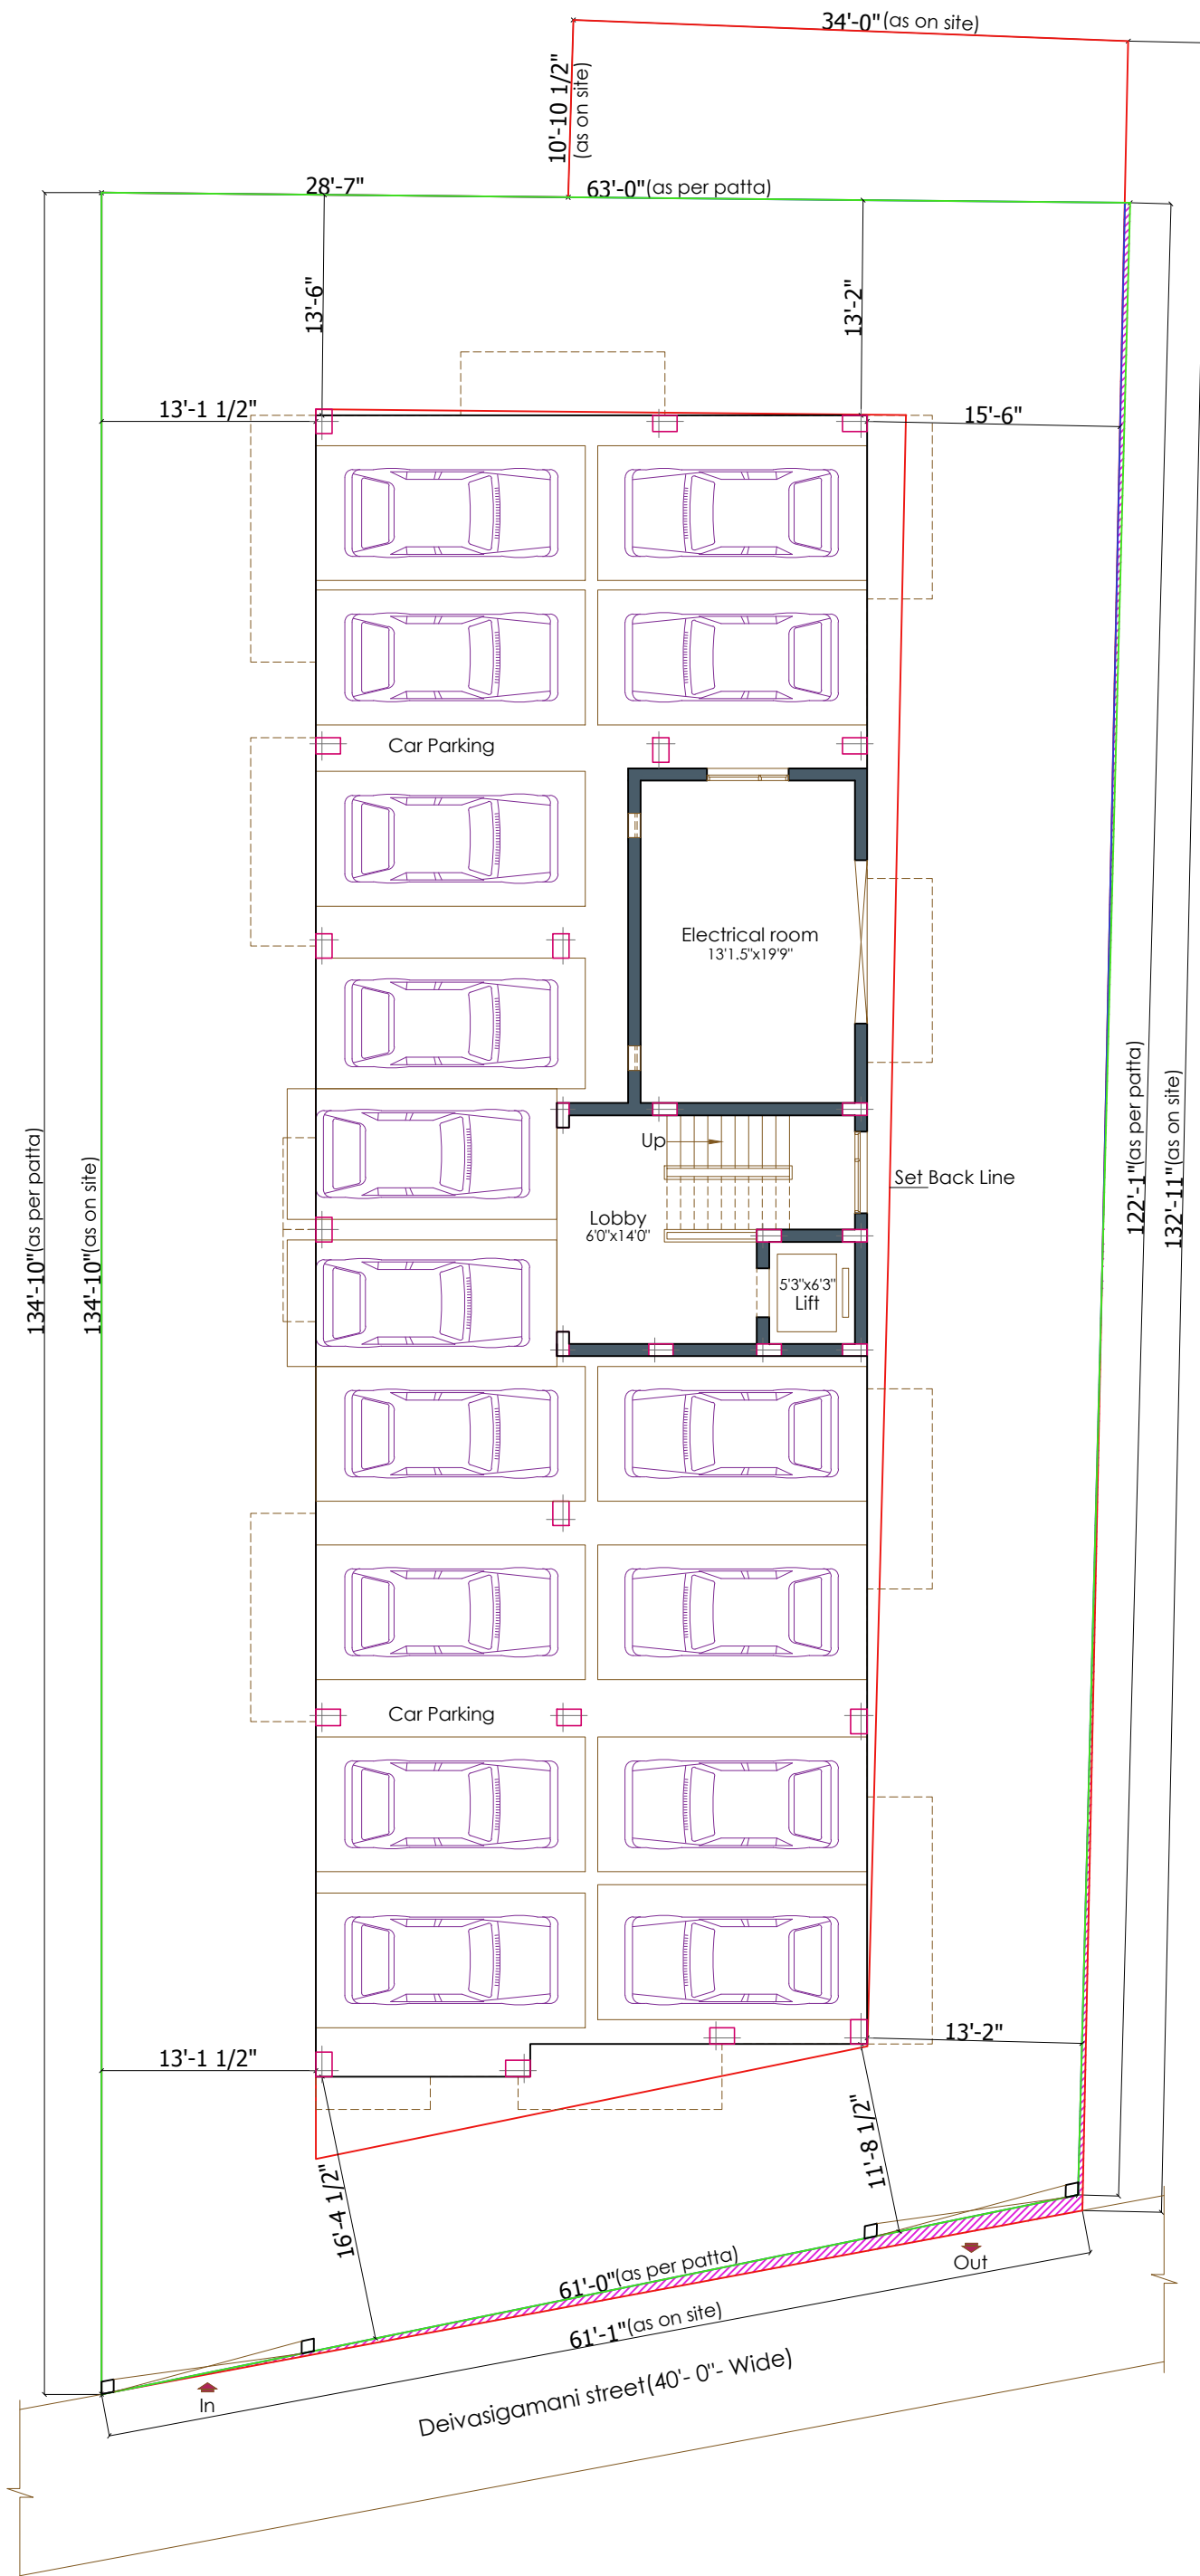 34'-0"(as on site)
10'-10 1/2"
(as on site)
28'-7"
63'-0"(as per patta)
13'-6"
13'-2"
13'-1 1/2"
15'-6"
Car Parking
Electrical room
13'1.5"x19'9"
Up
Set Back Line
Lobby
6'0"x14'0"
5'3"x6'3"
Lift
134'-10"(as per patta)
134'-10"(as on site)
122'-1"(as per patta)
132'-11"(as on site)
Car Parking
13'-1 1/2"
13'-2"
16'-4 1/2"
11'-8 1/2"
61'-0"(as per patta)
61'-1"(as on site)
Out
In
Deivasigamani street(40'- 0"- Wide)